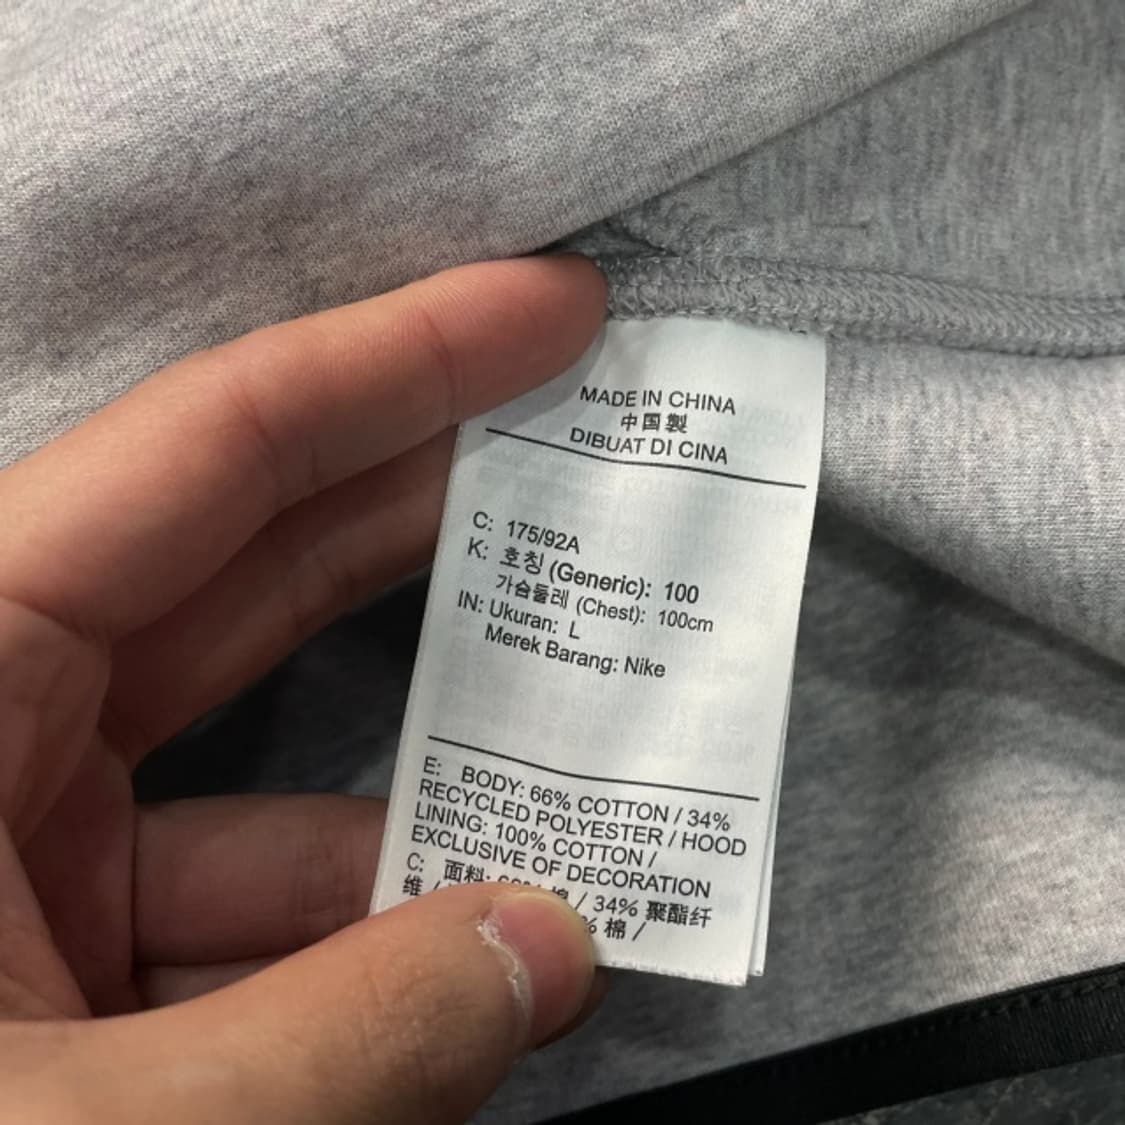 MADE IN CHINA
中国製
DIBUAT DI CINA
C: 175/92A
K: 호칭 (Generic): 100
가슴둘레 (Chest): 100cm
IN: Ukuran: L
Merek Barang: Nike
E: BODY: 66% COTTON / 34%
RECYCLED POLYESTER / HOOD
LINING: 100% COTTON /
EXCLUSIVE OF DECORATION
C: 面料: 棉 / 34% 聚酯纤
维 /
% 棉 /